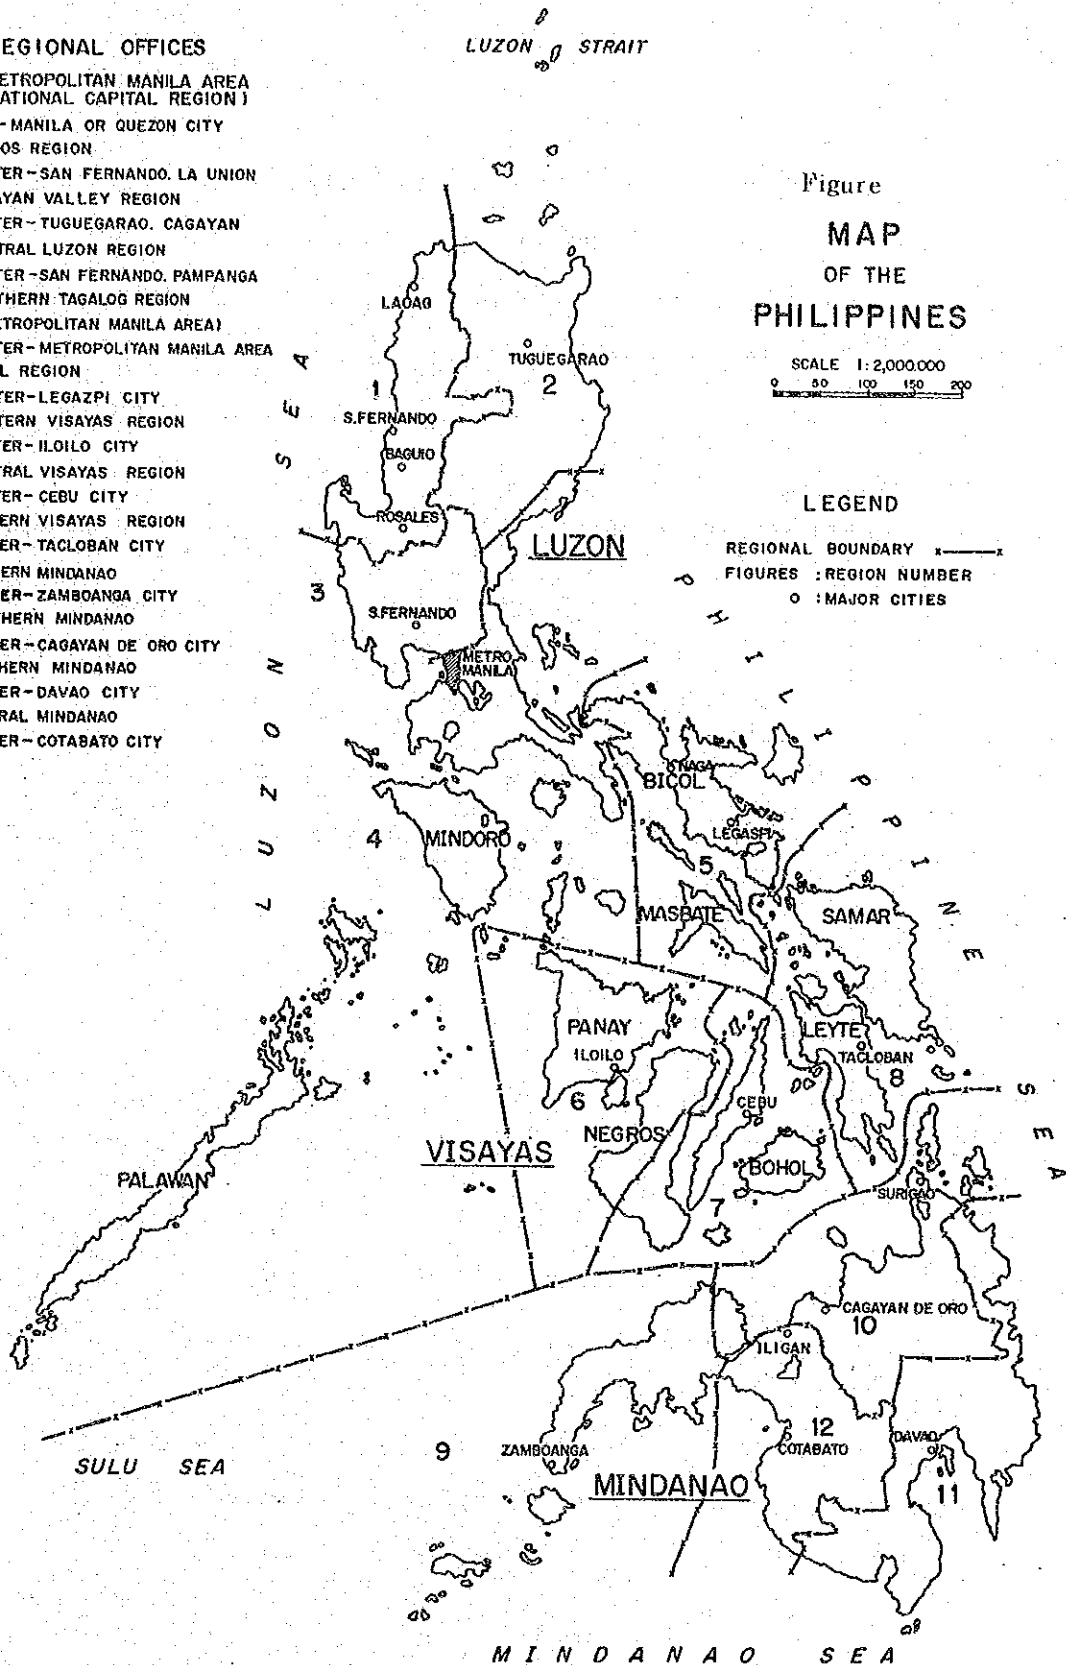 EGIONAL OFFICES
ETROPOLITAN MANILA AREA
ATIONAL CAPITAL REGION)
-MANILA OR QUEZON CITY
OS REGION
TER-SAN FERNANDO. LA UNION
AYAN VALLEY REGION
TER-TUGUEGARAO. CAGAYAN
TRAL LUZON REGION
TER-SAN FERNANDO. PAMPANGA
THERN TAGALOG REGION
TROPOLITAN MANILA AREA)
TER-METROPOLITAN MANILA AREA
L REGION
TER-LEGAZPI CITY
TERN VISAYAS REGION
TER-ILOILO CITY
TRAL VISAYAS REGION
TER-CEBU CITY
ERN VISAYAS REGION
ER-TACLOBAN CITY
ERN MINDANAO
ER-ZAMBOANGA CITY
THERN MINDANAO
ER-CAGAYAN DE ORO CITY
HERN MINDANAO
ER-DAVAO CITY
RAL MINDANAO
ER-COTABATO CITY
LUZON STRAIT
Figure
MAP
OF THE
PHILIPPINES
SCALE 1:2,000.000
0 50 100 150 200
LEGEND
REGIONAL BOUNDARY x———x
FIGURES : REGION NUMBER
o : MAJOR CITIES
LAOAG
TUGUEGARAO
1
2
S.FERNANDO
BAGUIO
ROSALES
LUZON
3
S.FERNANDO
METRO
MANILA
LUZON SEA
PHILIPPINE SEA
NAGA
BICOL
LEGASPI
4
MINDORO
5
MASBATE
SAMAR
PANAY
ILOILO
LEYTE
TACLOBAN
8
6
CEBU
NEGROS
VISAYAS
BOHOL
PALAWAN
SURIGAO
7
CAGAYAN DE ORO
10
ILIGAN
12
COTABATO
DAVAO
9
ZAMBOANGA
SULU SEA
MINDANAO
11
MINDANAO SEA